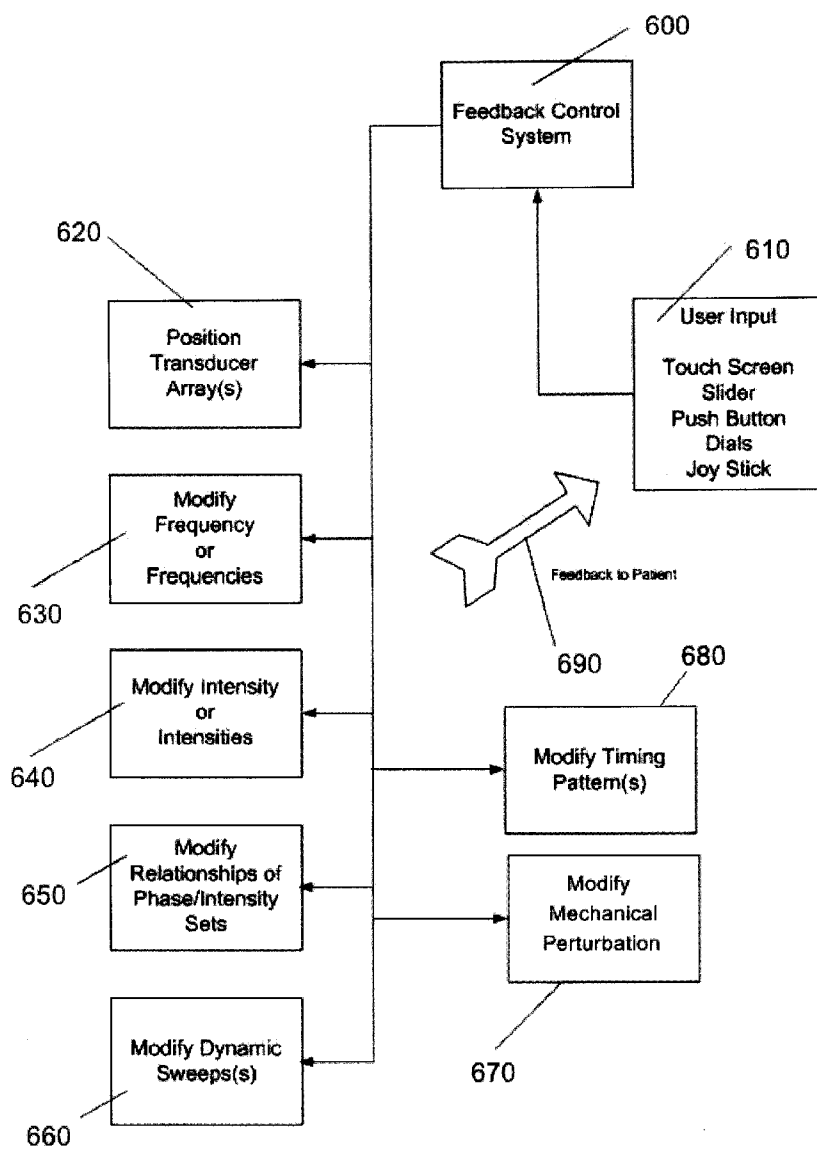 600
Feedback Control
System
620
610
Position
Transducer
Array(s)
User Input
Touch Screen
Slider
Push Button
Dials
Joy Stick
Modify
Frequency
or
Frequencies
630
Feedback to Patient
690
680
Modify Intensity
or
Intensities
640
Modify Timing
Pattern(s)
650
Modify
Relationships of
Phase/Intensity
Sets
Modify
Mechanical
Perturbation
670
Modify Dynamic
Sweeps(s)
660